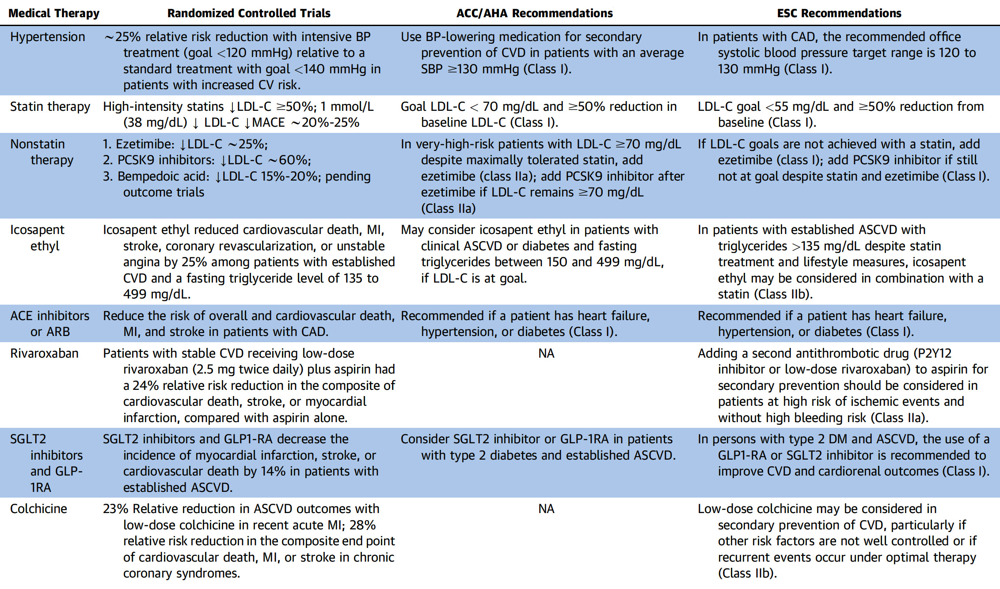 Medical Therapy Randomized Controlled Trials ACC/AHA Recommendations ESC Recommendations
Hypertension
~25% relative risk reduction with intensive BP
treatment (goal <120 mmHg) relative to a
standard treatment with goal <140 mmHg in
patients with increased CV risk.
Use BP-lowering medication for secondary
prevention of CVD in patients with an average
SBP ≥130 mmHg (Class I).
In patients with CAD, the recommended office
systolic blood pressure target range is 120 to
130 mmHg (Class I).
Statin therapy
High-intensity statins ↓LDL-C ≥50%; 1 mmol/L
(38 mg/dL) ↓ LDL-C ↓MACE ~20%-25%
Goal LDL-C < 70 mg/dL and ≥50% reduction in
baseline LDL-C (Class I).
LDL-C goal <55 mg/dL and ≥50% reduction from
baseline (Class I).
Nonstatin
therapy
1. Ezetimibe: ↓LDL-C ~25%;
2. PCSK9 inhibitors: ↓LDL-C ~60%;
3. Bempedoic acid: ↓LDL-C 15%-20%; pending
outcome trials
In very-high-risk patients with LDL-C ≥70 mg/dL
despite maximally tolerated statin, add
ezetimibe (class IIa); add PCSK9 inhibitor after
ezetimibe if LDL-C remains ≥70 mg/dL
(Class IIa)
If LDL-C goals are not achieved with a statin, add
ezetimibe (class I); add PCSK9 inhibitor if still
not at goal despite statin and ezetimibe (Class I).
Icosapent
ethyl
Icosapent ethyl reduced cardiovascular death, MI,
stroke, coronary revascularization, or unstable
angina by 25% among patients with established
CVD and a fasting triglyceride level of 135 to
499 mg/dL.
May consider icosapent ethyl in patients with
clinical ASCVD or diabetes and fasting
triglycerides between 150 and 499 mg/dL,
if LDL-C is at goal.
In patients with established ASCVD with
triglycerides >135 mg/dL despite statin
treatment and lifestyle measures, icosapent
ethyl may be considered in combination with a
statin (Class IIb).
ACE inhibitors
or ARB
Reduce the risk of overall and cardiovascular death,
MI, and stroke in patients with CAD.
Recommended if a patient has heart failure,
hypertension, or diabetes (Class I).
Recommended if a patient has heart failure,
hypertension, or diabetes (Class I).
Rivaroxaban
Patients with stable CVD receiving low-dose
rivaroxaban (2.5 mg twice daily) plus aspirin had
a 24% relative risk reduction in the composite of
cardiovascular death, stroke, or myocardial
infarction, compared with aspirin alone.
NA
Adding a second antithrombotic drug (P2Y12
inhibitor or low-dose rivaroxaban) to aspirin for
secondary prevention should be considered in
patients at high risk of ischemic events and
without high bleeding risk (Class IIa).
SGLT2
inhibitors
and GLP-
1RA
SGLT2 inhibitors and GLP1-RA decrease the
incidence of myocardial infarction, stroke, or
cardiovascular death by 14% in patients with
established ASCVD.
Consider SGLT2 inhibitor or GLP-1RA in patients
with type 2 diabetes and established ASCVD.
In persons with type 2 DM and ASCVD, the use of a
GLP1-RA or SGLT2 inhibitor is recommended to
improve CVD and cardiorenal outcomes (Class I).
Colchicine
23% Relative reduction in ASCVD outcomes with
low-dose colchicine in recent acute MI; 28%
relative risk reduction in the composite end point
of cardiovascular death, MI, or stroke in chronic
coronary syndromes.
NA
Low-dose colchicine may be considered in
secondary prevention of CVD, particularly if
other risk factors are not well controlled or if
recurrent events occur under optimal therapy
(Class IIb).